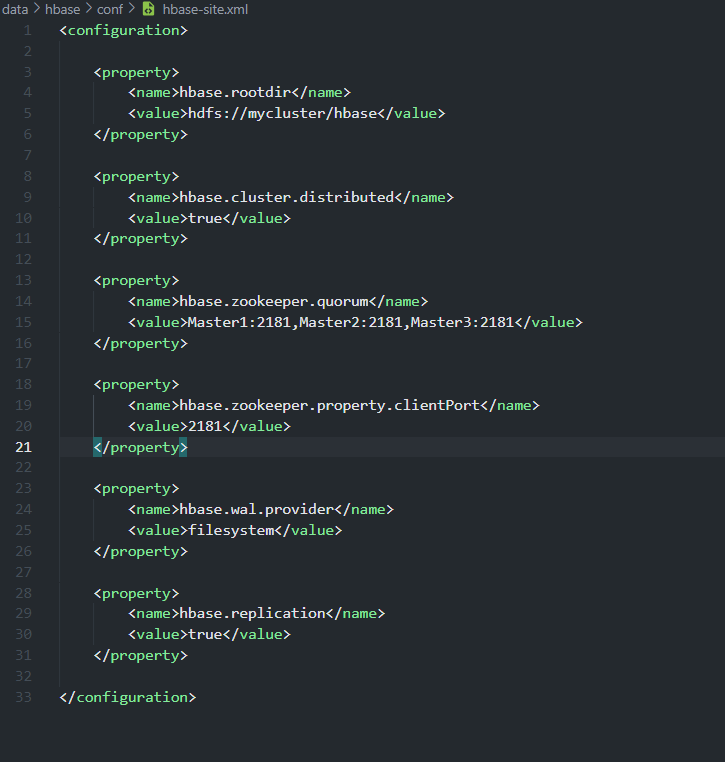 data > hbase > conf > hbase-site.xml
1 <configuration>
2
3 <property>
4 <name>hbase.rootdir</name>
5 <value>hdfs://mycluster/hbase</value>
6 </property>
7
8 <property>
9 <name>hbase.cluster.distributed</name>
10 <value>true</value>
11 </property>
12
13 <property>
14 <name>hbase.zookeeper.quorum</name>
15 <value>Master1:2181,Master2:2181,Master3:2181</value>
16 </property>
17
18 <property>
19 <name>hbase.zookeeper.property.clientPort</name>
20 <value>2181</value>
21 </property>
22
23 <property>
24 <name>hbase.wal.provider</name>
25 <value>filesystem</value>
26 </property>
27
28 <property>
29 <name>hbase.replication</name>
30 <value>true</value>
31 </property>
32
33 </configuration>